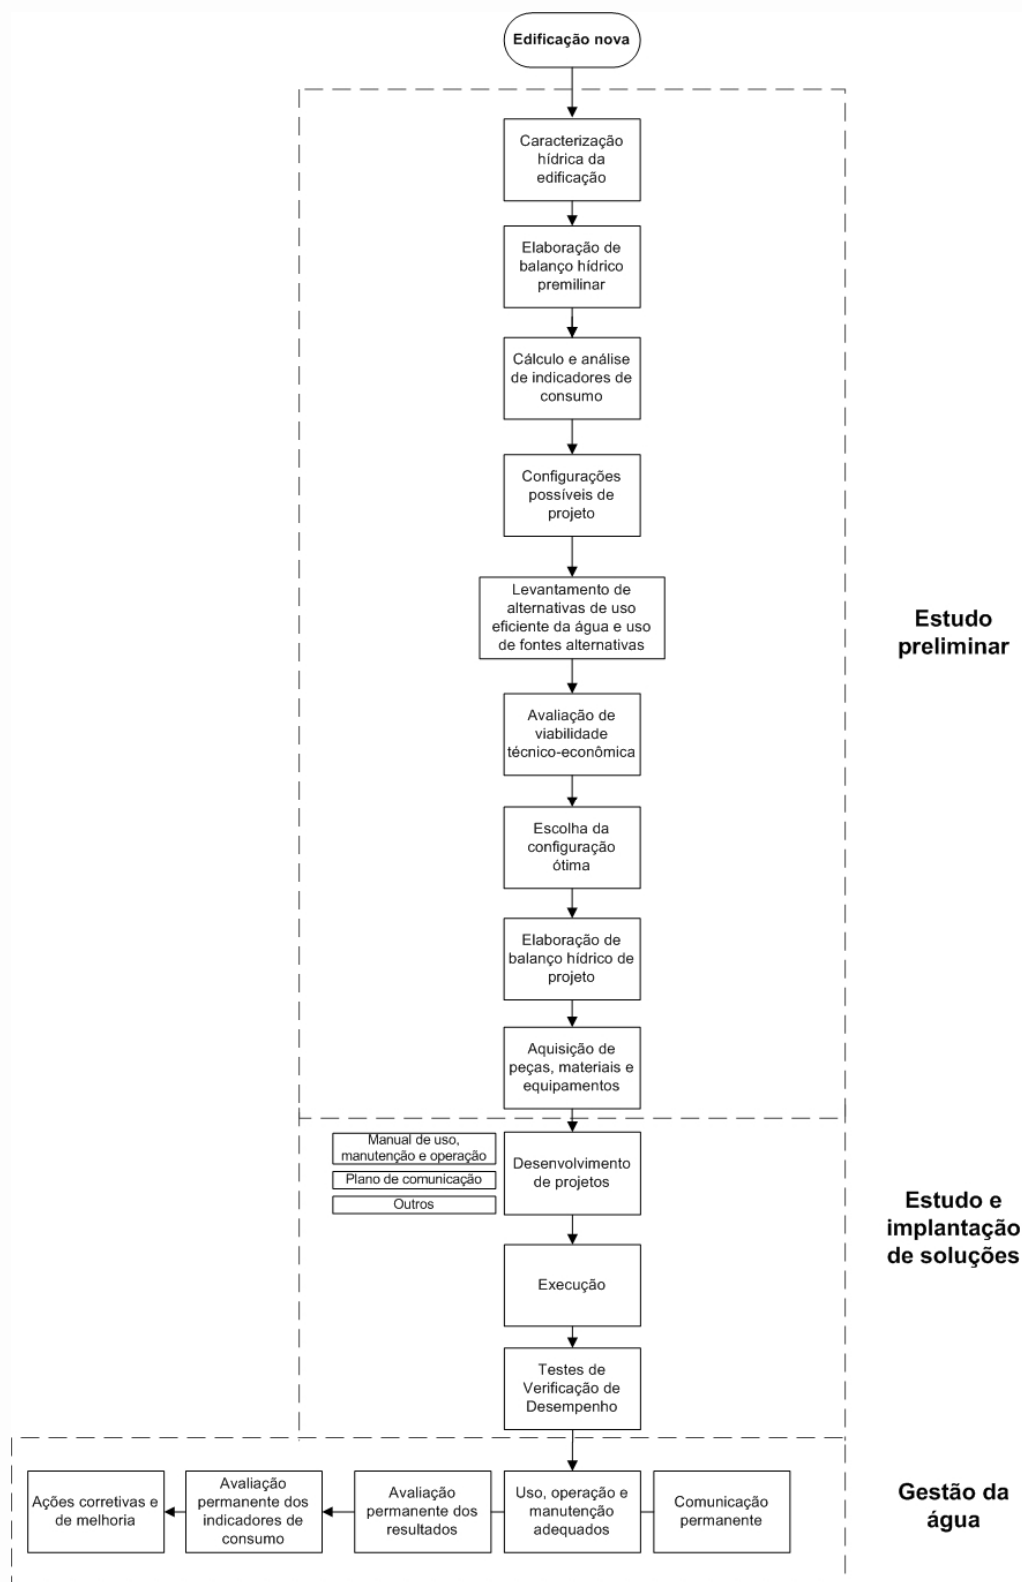 Edificação nova
Caracterização
hídrica da
edificação
Elaboração de
balanço hídrico
premilinar
Cálculo e análise
de indicadores de
consumo
Configurações
possíveis de
projeto
Levantamento de
alternativas de uso
eficiente da água e uso
de fontes alternativas
Avaliação de
viabilidade
técnico-econômica
Escolha da
configuração
ótima
Elaboração de
balanço hídrico de
projeto
Aquisição de
peças, materiais e
equipamentos
Estudo
preliminar
Manual de uso,
manutenção e operação
Plano de comunicação
Outros
Desenvolvimento
de projetos
Execução
Testes de
Verificação de
Desempenho
Estudo e
implantação
de soluções
Ações corretivas e
de melhoria
Avaliação
permanente dos
indicadores de
consumo
Avaliação
permanente dos
resultados
Uso, operação e
manutenção
adequados
Comunicação
permanente
Gestão da
água